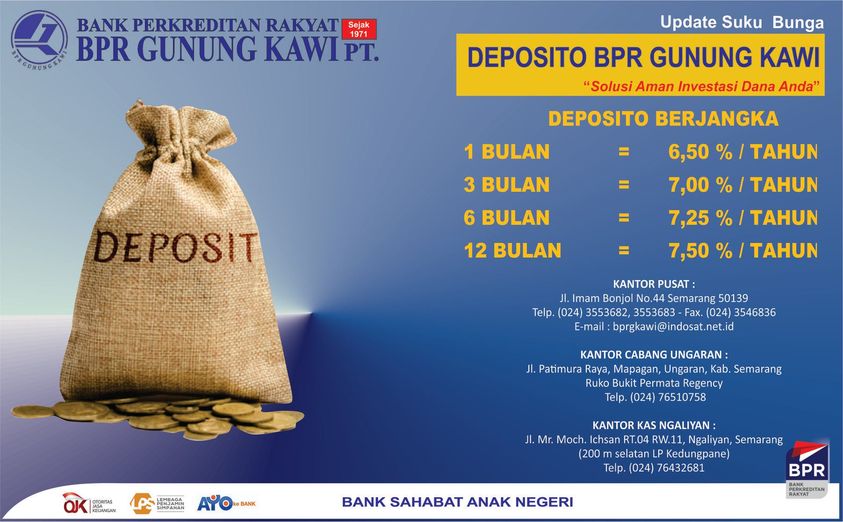 BANK PERKREDITAN RAKYAT
Sejak
1971
BPR GUNUNG KAWI PT.
BPR GUNUNG KAWI
Update Suku Bunga
DEPOSITO BPR GUNUNG KAWI
“Solusi Aman Investasi Dana Anda”
DEPOSITO BERJANGKA
1 BULAN = 6,50 % / TAHUN
3 BULAN = 7,00 % / TAHUN
6 BULAN = 7,25 % / TAHUN
12 BULAN = 7,50 % / TAHUN
DEPOSIT
KANTOR PUSAT :
Jl. Imam Bonjol No.44 Semarang 50139
Telp. (024) 3553682, 3553683 - Fax. (024) 3546836
E-mail : bprgkawi@indosat.net.id
KANTOR CABANG UNGARAN :
Jl. Patimura Raya, Mapagan, Ungaran, Kab. Semarang
Ruko Bukit Permata Regency
Telp. (024) 76510758
KANTOR KAS NGALIYAN :
Jl. Mr. Moch. Ichsan RT.04 RW.11, Ngaliyan, Semarang
(200 m selatan LP Kedungpane)
Telp. (024) 76432681
BPR
BANK
PERKREDITAN
RAKYAT
OJK OTORITAS
JASA
KEUANGAN
LPS LEMBAGA
PENJAMIN
SIMPANAN
AYO ke BANK
BANK SAHABAT ANAK NEGERI